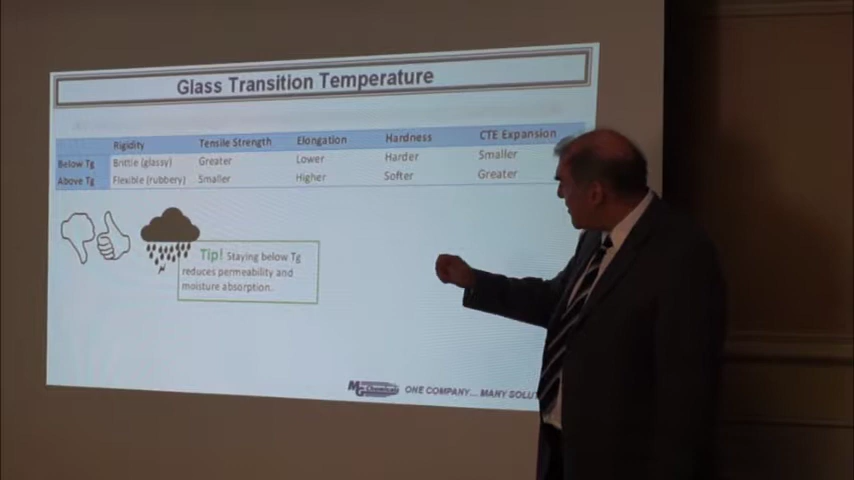 Glass Transition Temperature
Rigidity Tensile Strength Elongation Hardness CTE Expansion
Below Tg Brittle (glassy) Greater Lower Harder Smaller
Above Tg Flexible (rubbery) Smaller Higher Softer Greater
Tip! Staying below Tg
reduces permeability and
moisture absorption.
MG Chemicals ONE COMPANY... MANY SOLU